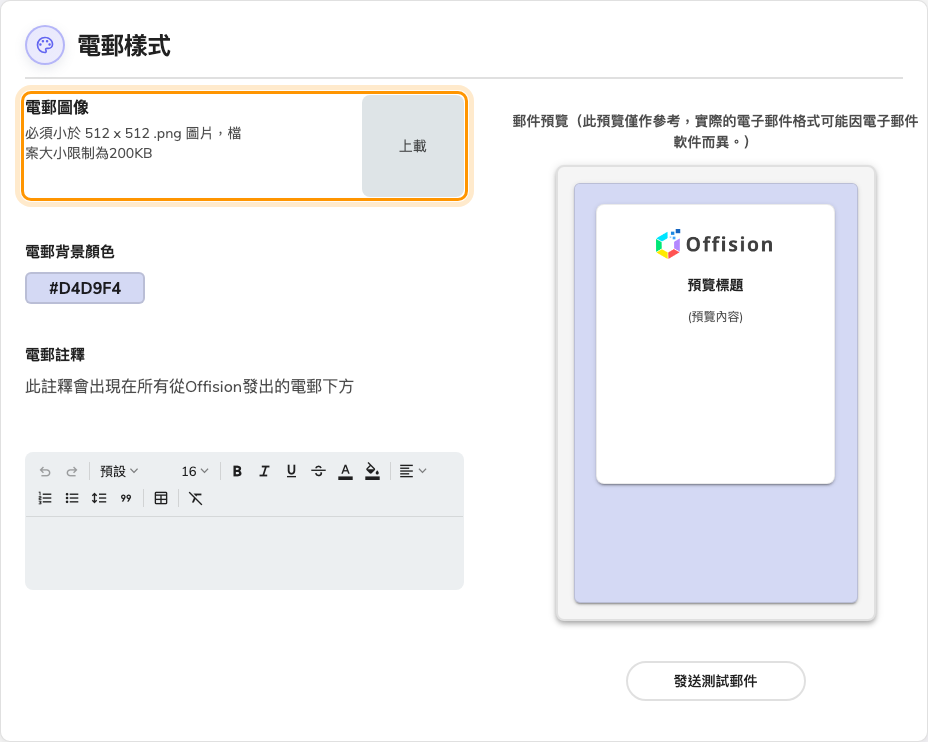 電郵樣式
電郵圖像
必須小於 512 x 512 .png 圖片，檔
案大小限制為200KB
上載
電郵背景顏色
#D4D9F4
電郵註釋
此註釋會出現在所有從Offision發出的電郵下方
預設
16
B I U S A
郵件預覽（此預覽僅作參考，實際的電子郵件格式可能因電子郵件
軟件而異。）
Offision
預覽標題
(預覽內容)
發送測試郵件